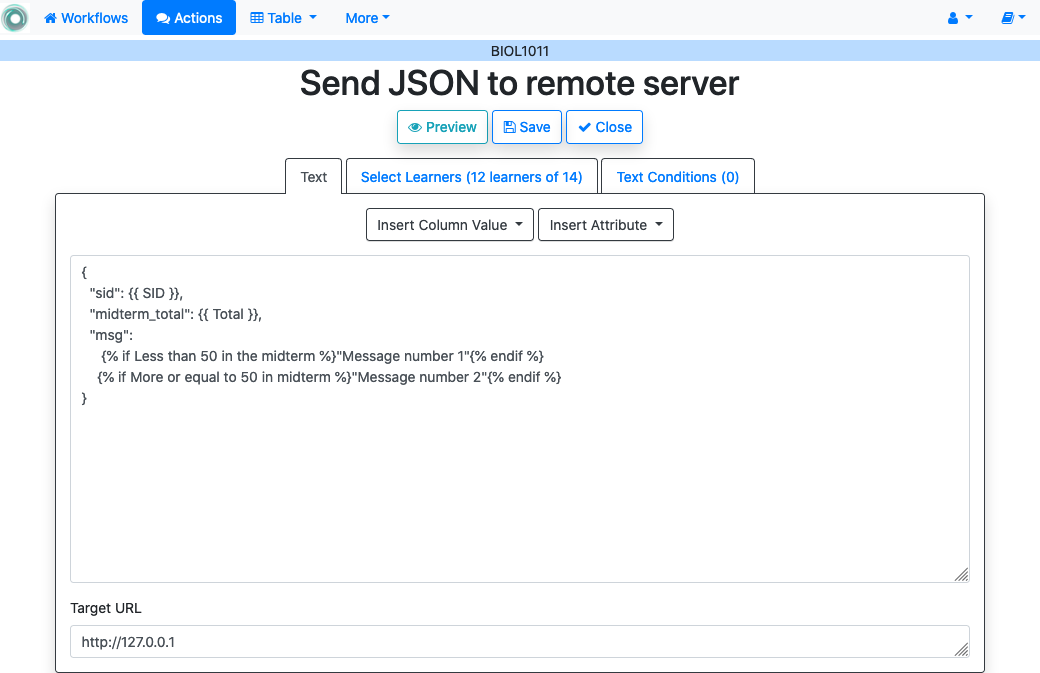 Workflows Actions Table More
BIOL1011
Send JSON to remote server
Preview Save Close
Text Select Learners (12 learners of 14) Text Conditions (0)
Insert Column Value Insert Attribute
{
"sid": {{ SID }},
"midterm_total": {{ Total }},
"msg":
{% if Less than 50 in the midterm %}"Message number 1"{% endif %}
{% if More or equal to 50 in midterm %}"Message number 2"{% endif %}
}
Target URL
http://127.0.0.1